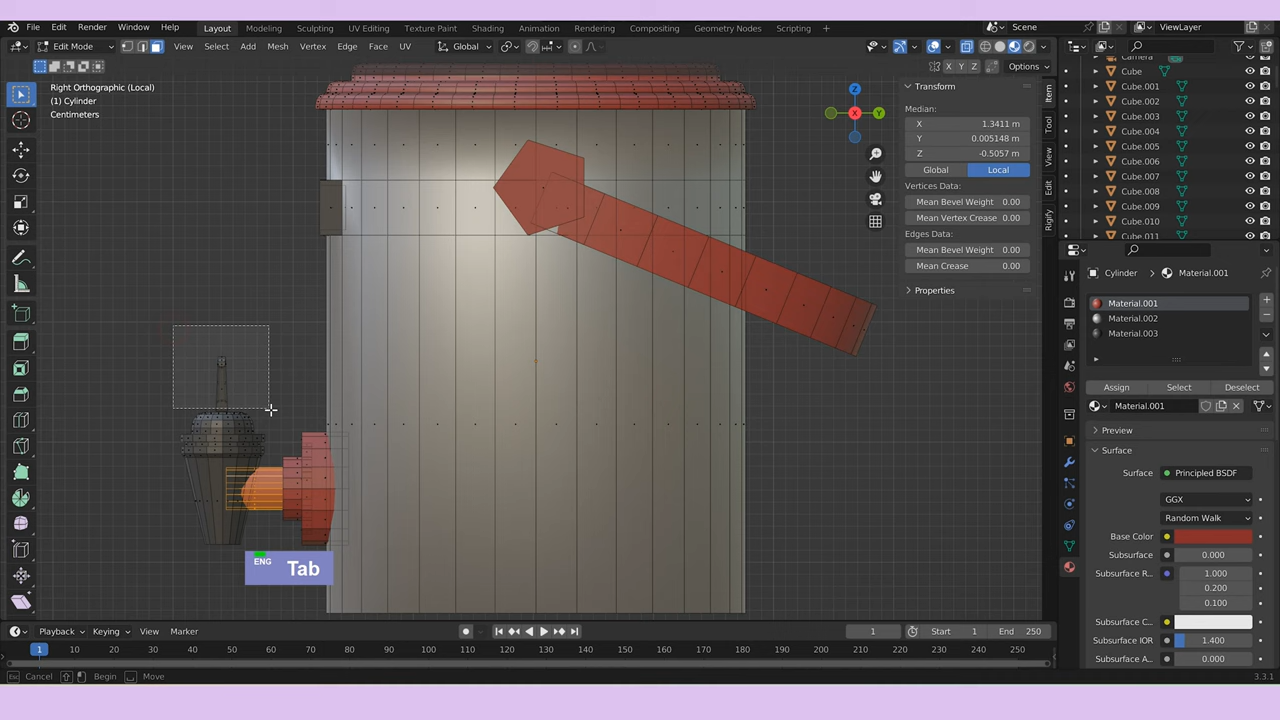 File Edit Render Window Help Layout Modeling Sculpting UV Editing Texture Paint Shading Animation Rendering Compositing Geometry Nodes Scripting Scene ViewLayer
Edit Mode View Select Add Mesh Vertex Edge Face UV Global
X Y Z Options
Right Orthographic (Local)
(1) Cylinder
Centimeters
Z
Y
X
Transform
Median:
X 1.3411 m
Y 0.005148 m
Z -0.5057 m
Global Local
Vertices Data:
Mean Bevel Weight 0.00
Mean Vertex Crease 0.00
Edges Data:
Mean Bevel Weight 0.00
Mean Crease 0.00
Properties
Item
Tool
View
Edit
Rigify
Camera
Cube
Cube.001
Cube.002
Cube.003
Cube.004
Cube.005
Cube.006
Cube.007
Cube.008
Cube.009
Cube.010
Cube.011
Cylinder Material.001
Material.001
Material.002
Material.003
Assign Select Deselect
Material.001
Preview
Surface
Surface Principled BSDF
GGX
Random Walk
Base Color
Subsurface 0.000
Subsurface R... 1.000
0.200
0.100
Subsurface C...
Subsurface IOR 1.400
Subsurface A... 0.000
ENG Tab
Playback Keying View Marker 1 Start 1 End 250
1 10 20 30 40 50 60 70 80 90 100 110 120 130 140 150 160 170 180 190 200 210 220 230 240 250
Cancel Begin Move 3.3.1